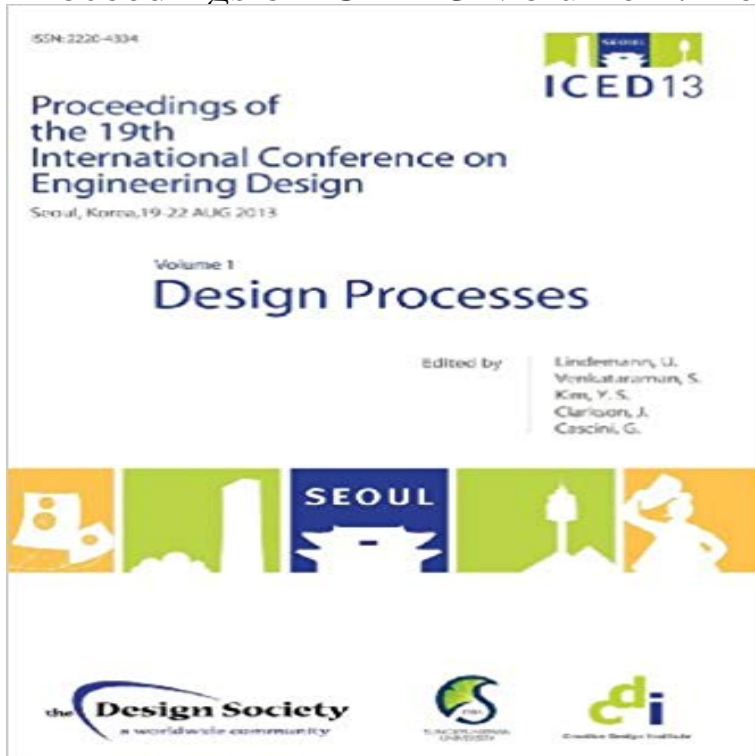 ISSN: 2220-4334
SEOUL
ICED13
Proceedings of
the 19th
International Conference on
Engineering Design
Seoul, Korea,19-22 AUG 2013
Volume 1
Design Processes
Edited by
Lindemann, U.
Venkataraman, S.
Kim, Y. S.
Clarkson, J.
Cascini, G.
SEOUL
the Design Society
a worldwide community
UNIVERSITY
cdi
Creative Design Institute